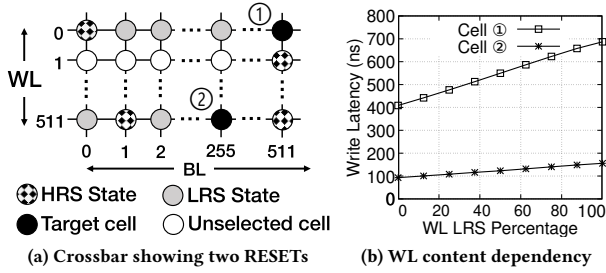 ①
0
1
WL
②
511
0 1 2 255 511
BL
HRS State LRS State
Target cell Unselected cell
(a) Crossbar showing two RESETs
800
700
600
500
400
300
200
100
0
Write Latency (ns)
Cell ①
Cell ②
0 20 40 60 80 100
WL LRS Percentage
(b) WL content dependency